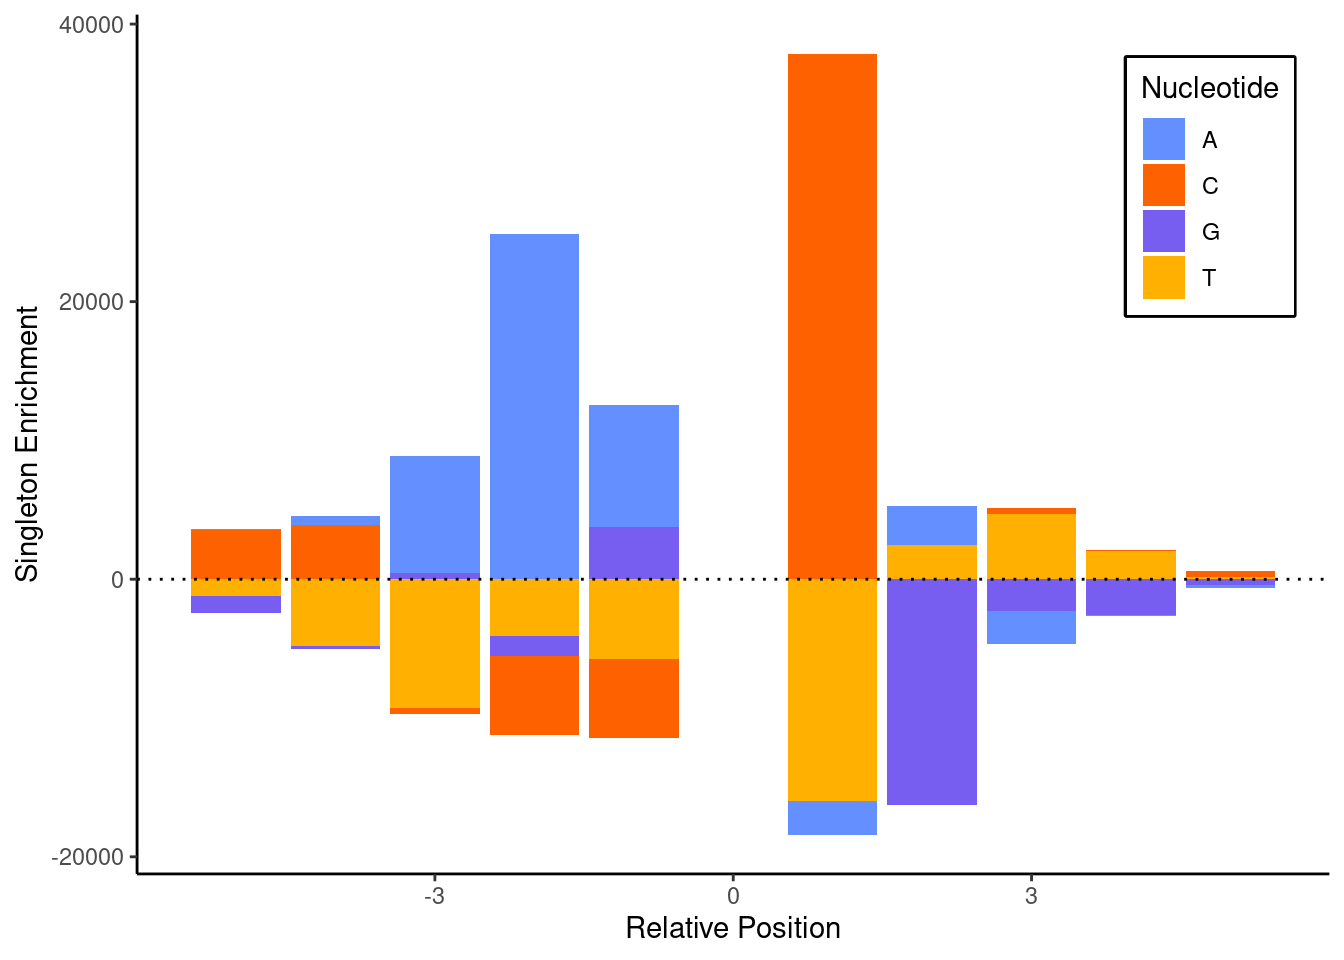 40000
20000
0
-20000
Singleton Enrichment
-3
0
3
Relative Position
Nucleotide
A
C
G
T